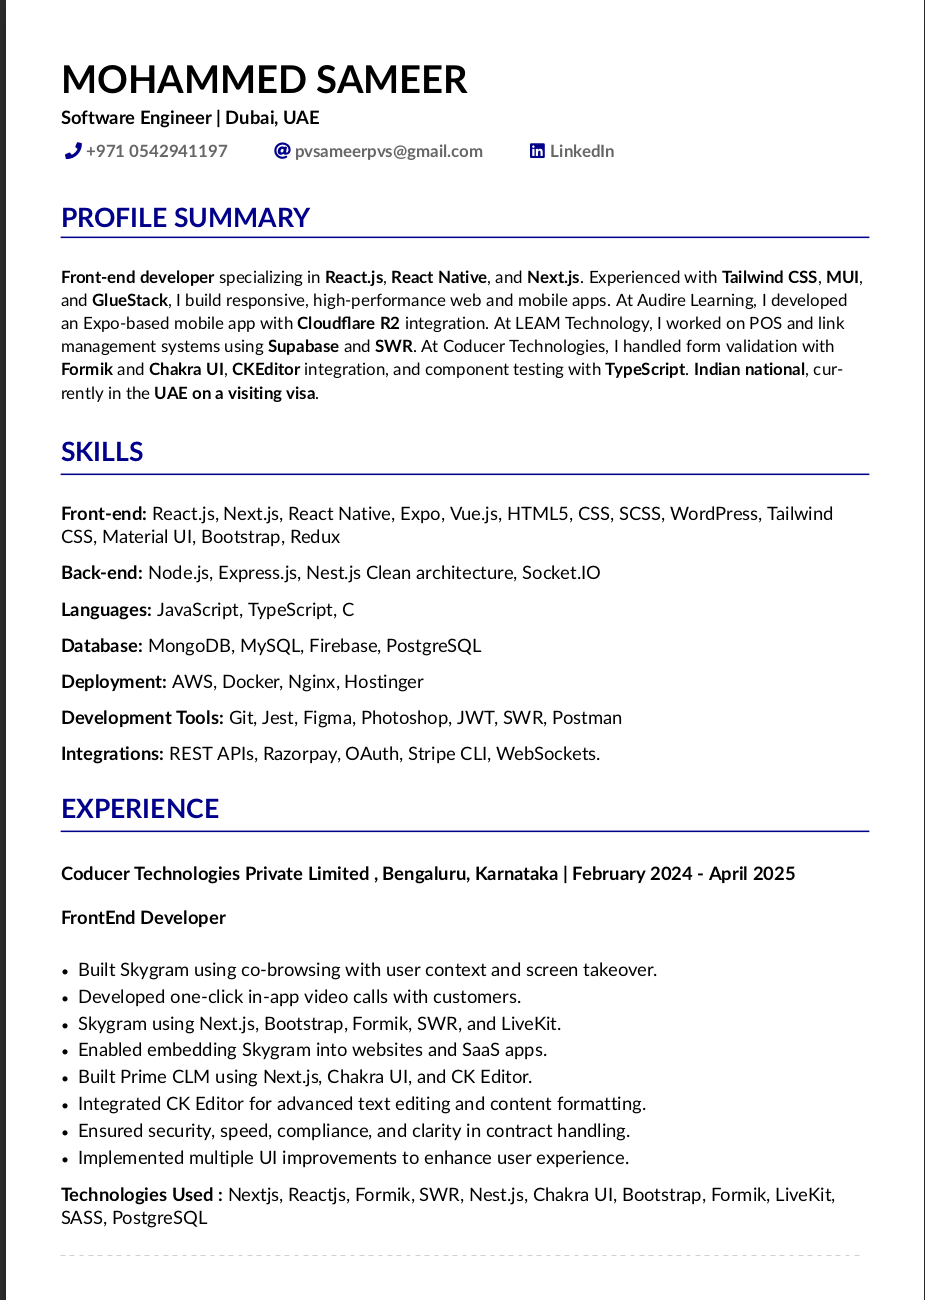 MOHAMMED SAMEER
Software Engineer | Dubai, UAE
+971 0542941197 pvsameerpvs@gmail.com LinkedIn
PROFILE SUMMARY
Front-end developer specializing in React.js, React Native, and Next.js. Experienced with Tailwind CSS, MUI,
and GlueStack, I build responsive, high-performance web and mobile apps. At Audire Learning, I developed
an Expo-based mobile app with Cloudflare R2 integration. At LEAM Technology, I worked on POS and link
management systems using Supabase and SWR. At Coducer Technologies, I handled form validation with
Formik and Chakra UI, CKEditor integration, and component testing with TypeScript. Indian national, cur-
rently in the UAE on a visiting visa.
SKILLS
Front-end: React.js, Next.js, React Native, Expo, Vue.js, HTML5, CSS, SCSS, WordPress, Tailwind
CSS, Material UI, Bootstrap, Redux
Back-end: Node.js, Express.js, Nest.js Clean architecture, Socket.IO
Languages: JavaScript, TypeScript, C
Database: MongoDB, MySQL, Firebase, PostgreSQL
Deployment: AWS, Docker, Nginx, Hostinger
Development Tools: Git, Jest, Figma, Photoshop, JWT, SWR, Postman
Integrations: REST APIs, Razorpay, OAuth, Stripe CLI, WebSockets.
EXPERIENCE
Coducer Technologies Private Limited , Bengaluru, Karnataka | February 2024 - April 2025
FrontEnd Developer
• Built Skygram using co-browsing with user context and screen takeover.
• Developed one-click in-app video calls with customers.
• Skygram using Next.js, Bootstrap, Formik, SWR, and LiveKit.
• Enabled embedding Skygram into websites and SaaS apps.
• Built Prime CLM using Next.js, Chakra UI, and CK Editor.
• Integrated CK Editor for advanced text editing and content formatting.
• Ensured security, speed, compliance, and clarity in contract handling.
• Implemented multiple UI improvements to enhance user experience.
Technologies Used : Nextjs, Reactjs, Formik, SWR, Nest.js, Chakra UI, Bootstrap, Formik, LiveKit,
SASS, PostgreSQL